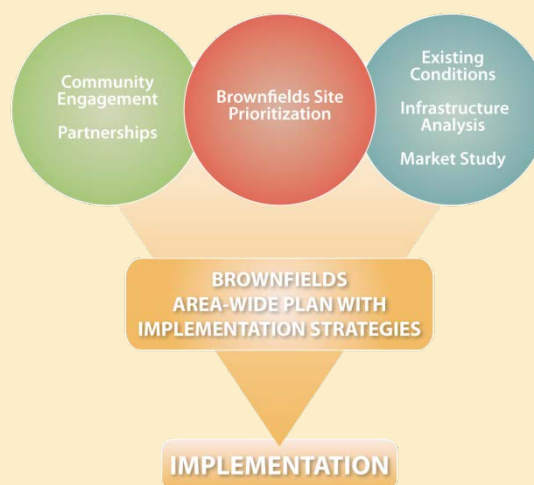 Community
Engagement
Partnerships
Brownfields Site
Prioritization
Existing
Conditions
Infrastructure
Analysis
Market Study
BROWNFIELDS
AREA-WIDE PLAN WITH
IMPLEMENTATION STRATEGIES
IMPLEMENTATION